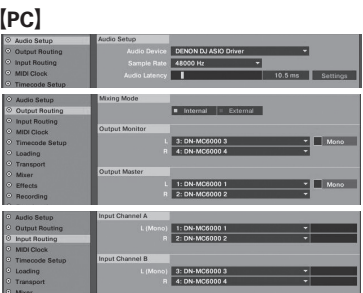 [PC]
Audio Setup
Output Routing
Input Routing
MIDI Clock
Timecode Setup
Audio Setup
Audio Device DENON DJ ASIO Driver
Sample Rate 48000 Hz
Audio Latency 10.5 ms Settings
Audio Setup
Output Routing
Input Routing
MIDI Clock
Timecode Setup
Loading
Transport
Mixer
Effects
Recording
Mixing Mode
Internal External
Output Monitor
L 3: DN-MC6000 3 Mono
R 4: DN-MC6000 4
Output Master
L 1: DN-MC6000 1 Mono
R 2: DN-MC6000 2
Audio Setup
Output Routing
Input Routing
MIDI Clock
Timecode Setup
Loading
Transport
Mixer
Input Channel A
L (Mono) 1: DN-MC6000 1
R 2: DN-MC6000 2
Input Channel B
L (Mono) 3: DN-MC6000 3
R 4: DN-MC6000 4